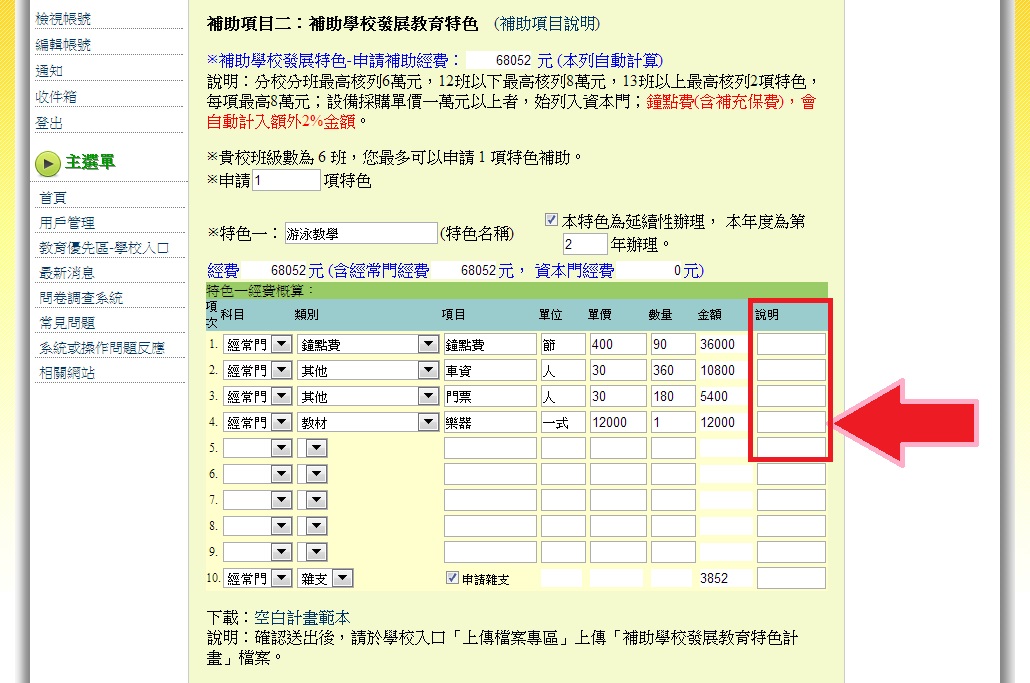 檢視帳號
編輯帳號
通知
收件箱
登出
主選單
首頁
用戶管理
教育優先區-學校入口
最新消息
問卷調查系統
常見問題
系統或操作問題反應
相關網站
補助項目二：補助學校發展教育特色 (補助項目說明)
※補助學校發展特色-申請補助經費： 68052 元 (本列自動計算)
說明：分校分班最高核列6萬元，12班以下最高核列8萬元，13班以上最高核列2項特色，
每項最高8萬元；設備採購單價一萬元以上者，始列入資本門；鐘點費(含補充保費)，會
自動計入額外2%金額。
※貴校班級數為 6 班，您最多可以申請 1 項特色補助。
※申請 1 項特色
※特色一： 游泳教學 (特色名稱) 本特色為延續性辦理， 本年度為第
2 年辦理。
經費 68052 元 (含經常門經費 68052 元， 資本門經費 0 元)
特色一經費概算：
項次 科目 類別 項目 單位 單價 數量 金額 說明
1. 經常門 鐘點費 鐘點費 節 400 90 36000
2. 經常門 其他 車資 人 30 360 10800
3. 經常門 其他 門票 人 30 180 5400
4. 經常門 教材 樂器 一式 12000 1 12000
5.
6.
7.
8.
9.
10. 經常門 雜支 申請雜支 3852
下載：空白計畫範本
說明：確認送出後，請於學校入口「上傳檔案專區」上傳「補助學校發展教育特色計
畫」檔案。